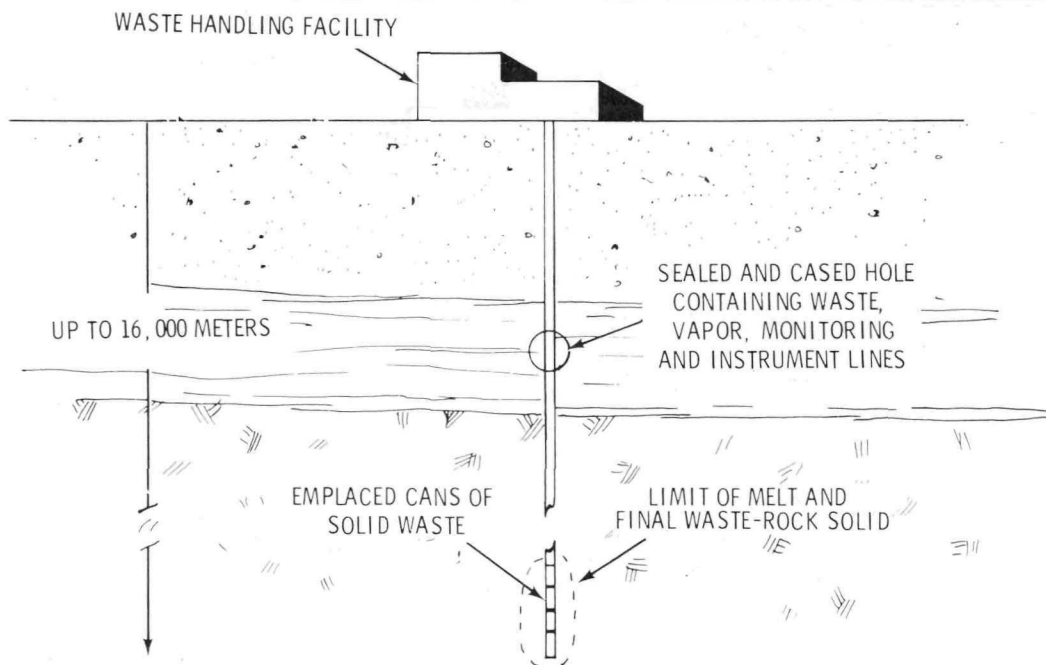 WASTE HANDLING FACILITY
SEALED AND CASED HOLE
CONTAINING WASTE,
VAPOR, MONITORING
AND INSTRUMENT LINES
UP TO 16,000 METERS
EMPLACED CANS OF
SOLID WASTE
LIMIT OF MELT AND
FINAL WASTE-ROCK SOLID